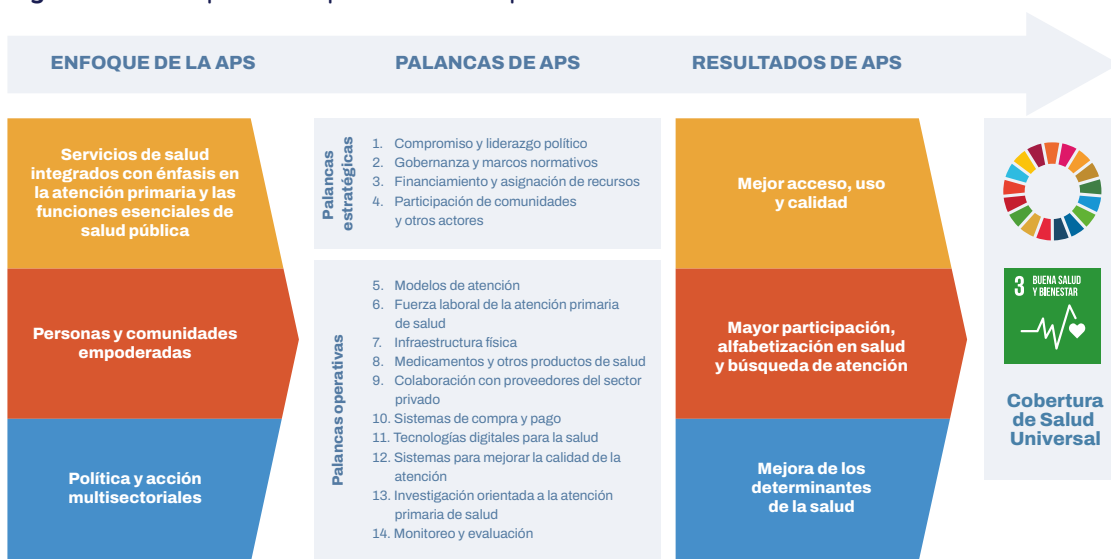 ENFOQUE DE LA APS
PALANCAS DE APS
RESULTADOS DE APS
Servicios de salud
integrados con énfasis en
la atención primaria y las
funciones esenciales de
salud pública
Personas y comunidades
empoderadas
Política y acción
multisectoriales
Palancas
estratégicas
1. Compromiso y liderazgo político
2. Gobernanza y marcos normativos
3. Financiamiento y asignación de recursos
4. Participación de comunidades
y otros actores
Palancas operativas
5. Modelos de atención
6. Fuerza laboral de la atención primaria
de salud
7. Infraestructura física
8. Medicamentos y otros productos de salud
9. Colaboración con proveedores del sector
privado
10. Sistemas de compra y pago
11. Tecnologías digitales para la salud
12. Sistemas para mejorar la calidad de la
atención
13. Investigación orientada a la atención
primaria de salud
14. Monitoreo y evaluación
Mejor acceso, uso
y calidad
Mayor participación,
alfabetización en salud
y búsqueda de atención
Mejora de los
determinantes
de la salud
3 BUENA SALUD
Y BIENESTAR
Cobertura
de Salud
Universal